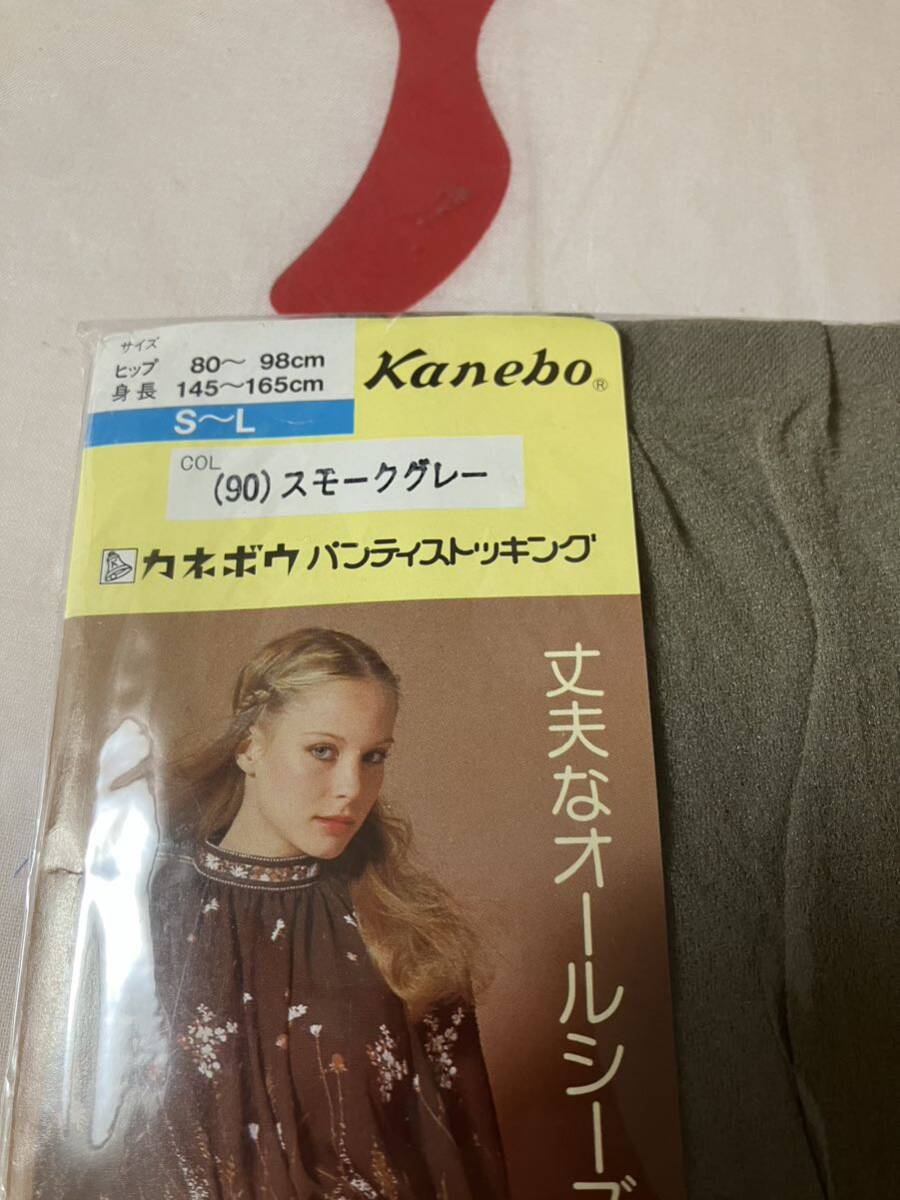 サイズ
ヒップ 80～ 98cm
身長 145～165cm
S～L
Kanebo®
COL
(90)スモークグレー
カネボウ パンティストッキング
丈夫なオールシーズ